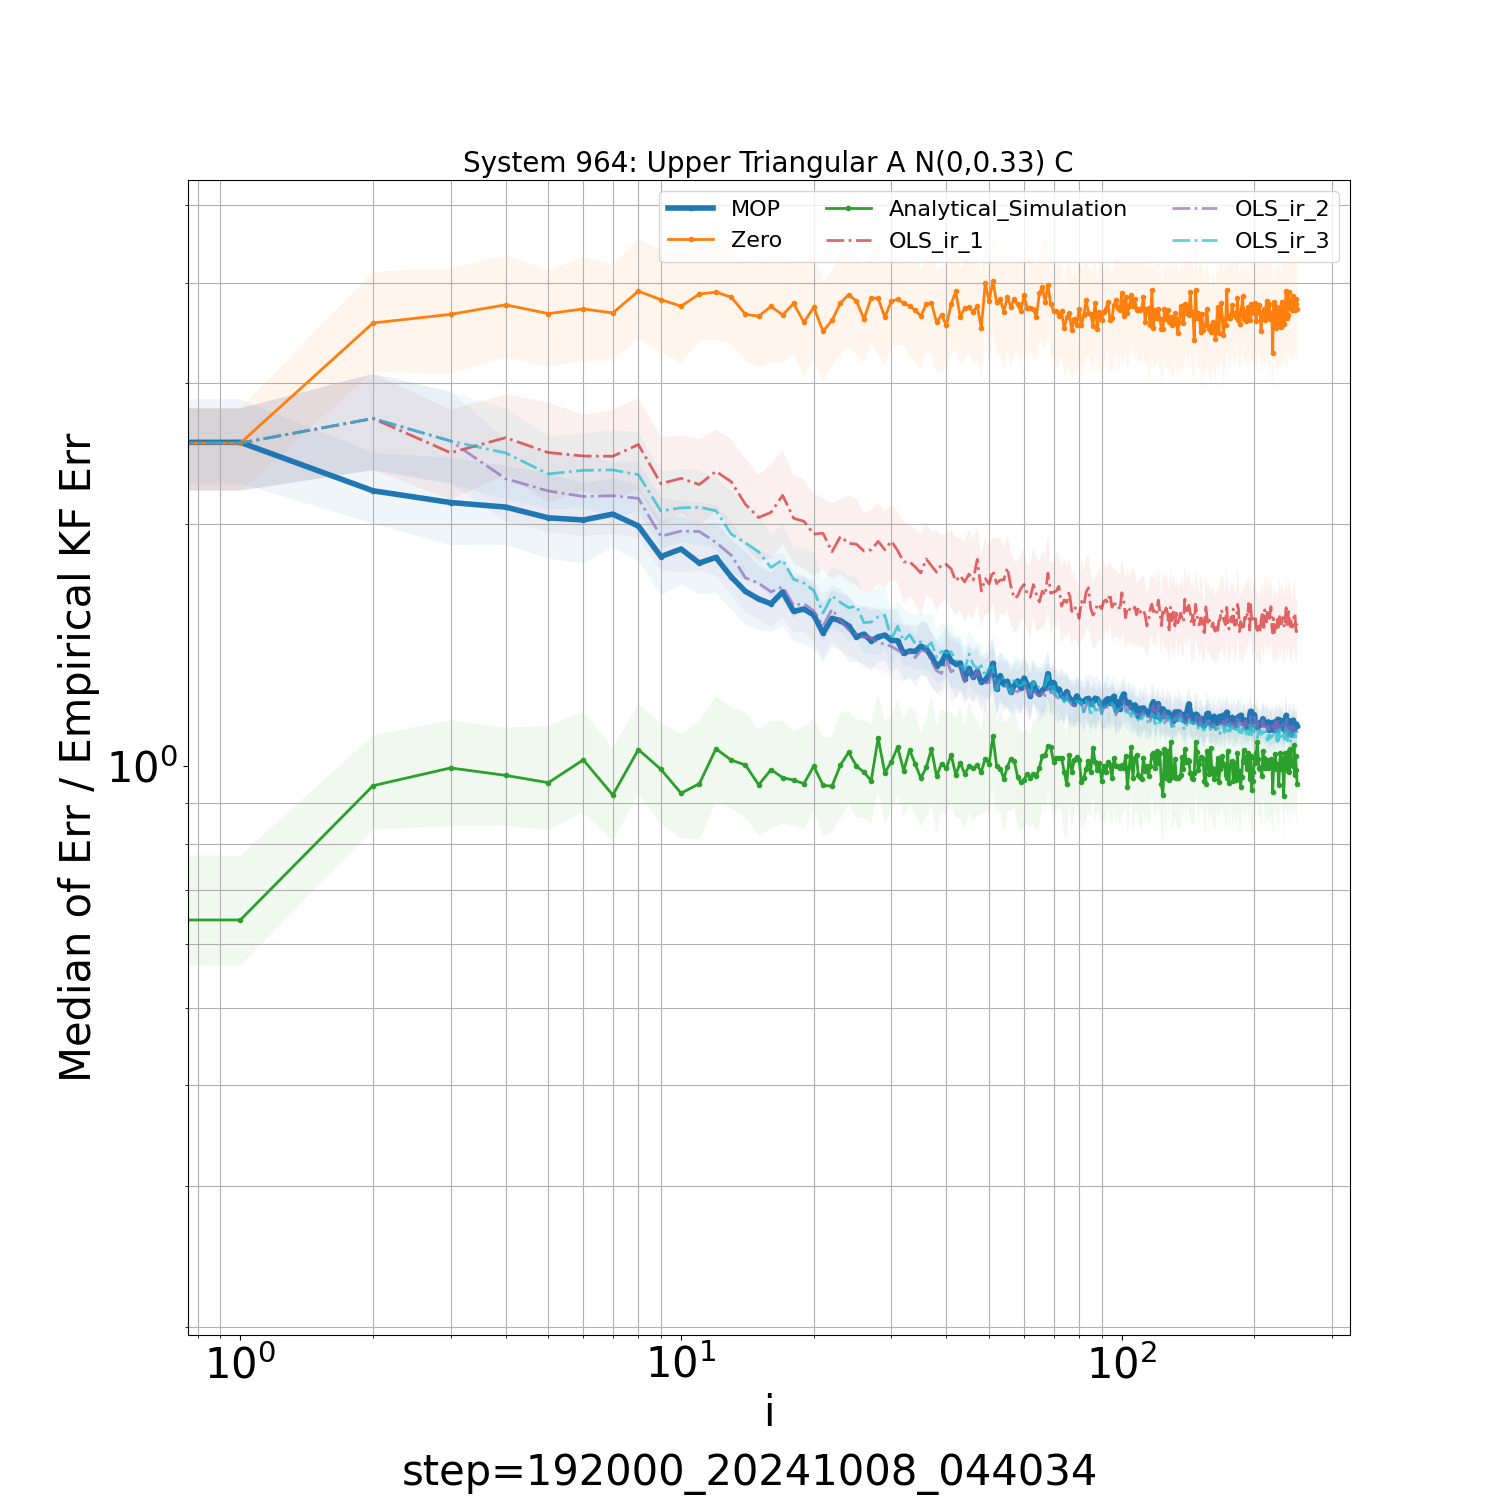 System 964: Upper Triangular A N(0,0.33) C
MOP
Zero
Analytical_Simulation
OLS_ir_1
OLS_ir_2
OLS_ir_3
Median of Err / Empirical KF Err
10⁰
10⁰
10¹
10²
i
step=192000_20241008_044034